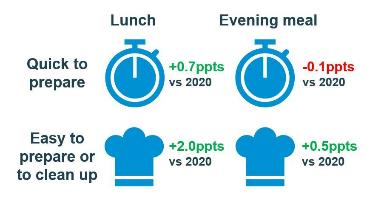 Lunch
Evening meal
Quick to
prepare
+0.7ppts
vs 2020
-0.1ppts
vs 2020
Easy to
prepare or
to clean up
+2.0ppts
vs 2020
+0.5ppts
vs 2020